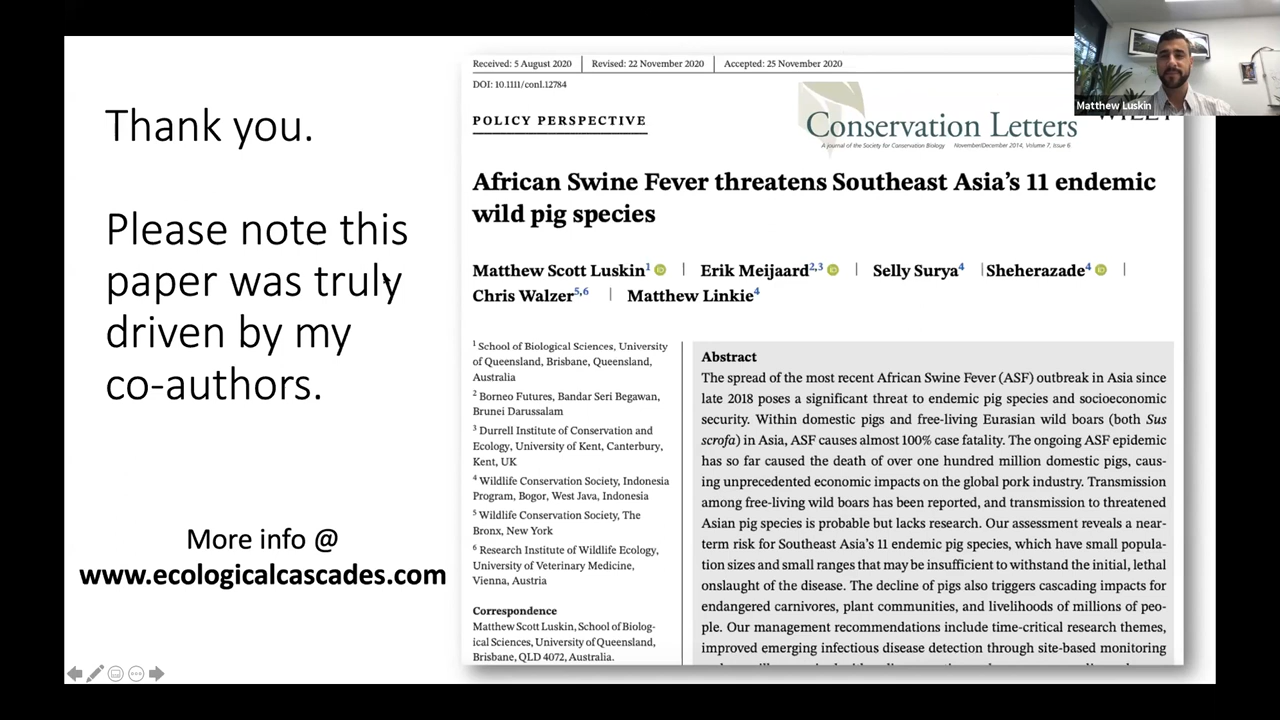 Thank you.
Please note this
paper was truly
driven by my
co-authors.
More info @
www.ecologicalcascades.com
Received: 5 August 2020 | Revised: 22 November 2020 | Accepted: 25 November 2020
DOI: 10.1111/conl.12784
POLICY PERSPECTIVE
Conservation Letters
A journal of the Society for Conservation Biology November/December 2014, Volume 7, Issue 6
African Swine Fever threatens Southeast Asia's 11 endemic
wild pig species
Matthew Scott Luskin1 | Erik Meijaard2,3 | Selly Surya4 | Sheherazade4 |
Chris Walzer5,6 | Matthew Linkie4
1 School of Biological Sciences, University
of Queensland, Brisbane, Queensland,
Australia
2 Borneo Futures, Bandar Seri Begawan,
Brunei Darussalam
3 Durrell Institute of Conservation and
Ecology, University of Kent, Canterbury,
Kent, UK
4 Wildlife Conservation Society, Indonesia
Program, Bogor, West Java, Indonesia
5 Wildlife Conservation Society, The
Bronx, New York
6 Research Institute of Wildlife Ecology,
University of Veterinary Medicine,
Vienna, Austria
Correspondence
Matthew Scott Luskin, School of Biolog-
ical Sciences, University of Queensland,
Brisbane, QLD 4072, Australia.
Abstract
The spread of the most recent African Swine Fever (ASF) outbreak in Asia since
late 2018 poses a significant threat to endemic pig species and socioeconomic
security. Within domestic pigs and free-living Eurasian wild boars (both Sus
scrofa) in Asia, ASF causes almost 100% case fatality. The ongoing ASF epidemic
has so far caused the death of over one hundred million domestic pigs, caus-
ing unprecedented economic impacts on the global pork industry. Transmission
among free-living wild boars has been reported, and transmission to threatened
Asian pig species is probable but lacks research. Our assessment reveals a near-
term risk for Southeast Asia's 11 endemic pig species, which have small popula-
tion sizes and small ranges that may be insufficient to withstand the initial, lethal
onslaught of the disease. The decline of pigs also triggers cascading impacts for
endangered carnivores, plant communities, and livelihoods of millions of peo-
ple. Our management recommendations include time-critical research themes,
improved emerging infectious disease detection through site-based monitoring
Matthew Luskin